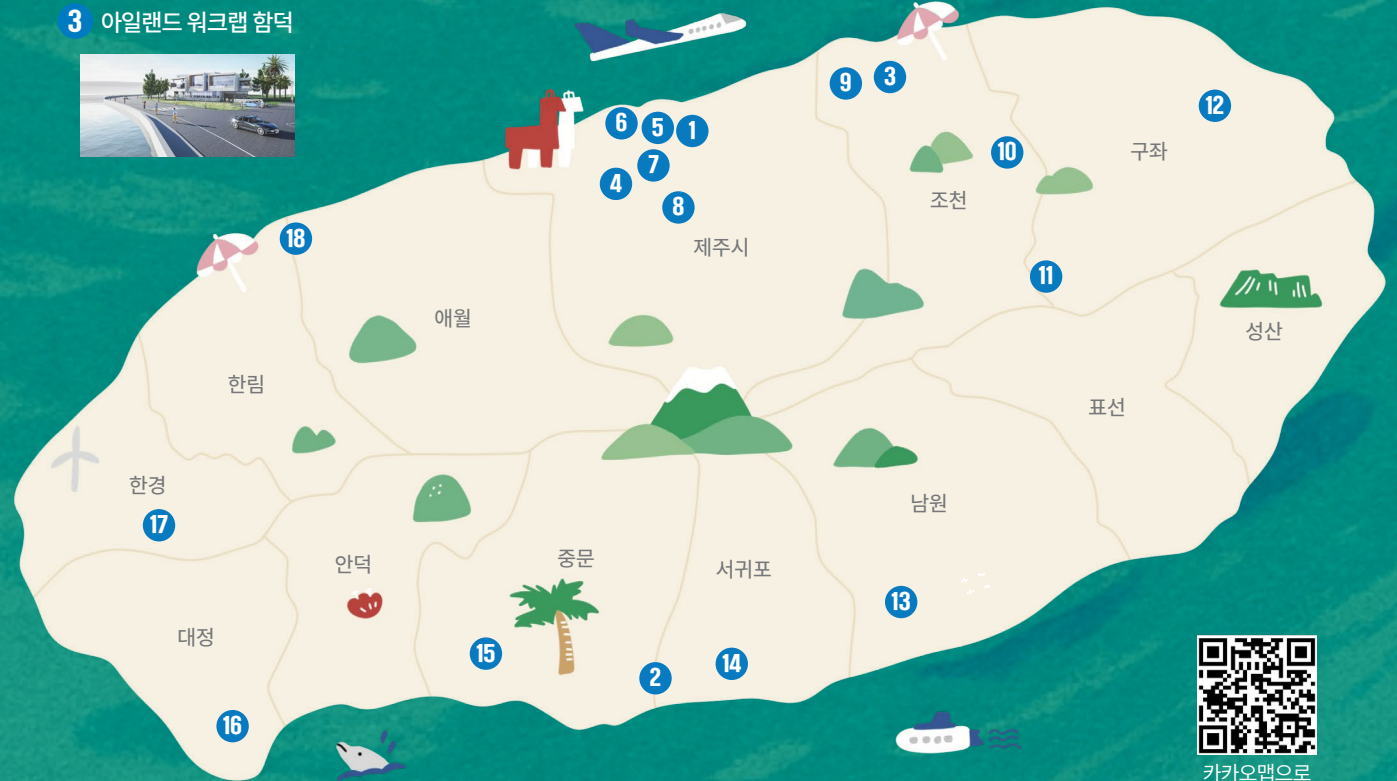 3 아일랜드 워크랩 함덕
9 3
12
6 5 1
구좌
10
7
4
조천
8
18
제주시
11
애월
성산
한림
표선
한경
남원
17
안덕
중문
서귀포
13
대정
15
14
2
16
카카오맵으로